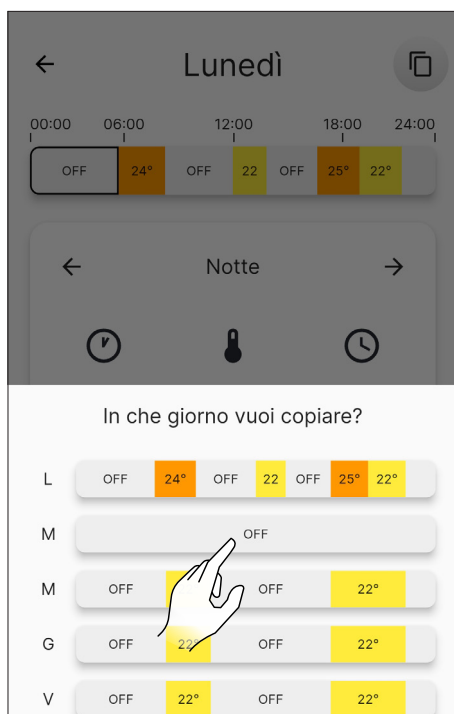 Lunedì
00:00 06:00 12:00 18:00 24:00
OFF 24° OFF 22 OFF 25° 22°
Notte
In che giorno vuoi copiare?
L OFF 24° OFF 22 OFF 25° 22°
M OFF
M OFF OFF 22°
G OFF 22° OFF 22°
V OFF 22° OFF 22°